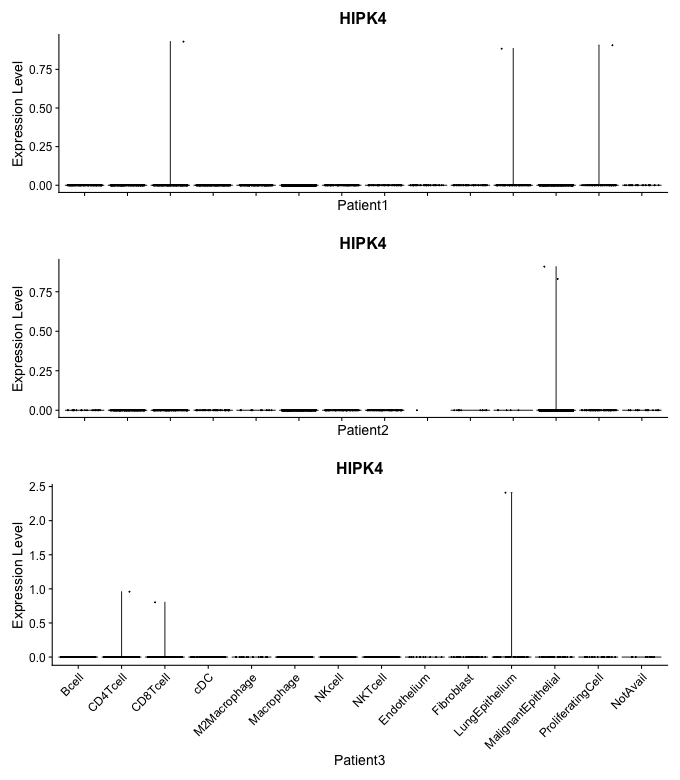 HIPK4
Expression Level
0.75
0.50
0.25
0.00
Patient1
HIPK4
Expression Level
0.75
0.50
0.25
0.00
Patient2
HIPK4
Expression Level
2.5
2.0
1.5
1.0
0.5
0.0
Bcell
CD4Tcell
CD8Tcell
cDC
M2Macrophage
Macrophage
NKcell
NKTcell
Endothelium
Fibroblast
LungEpithelium
MalignantEpithelial
ProliferatingCell
NotAvail
Patient3